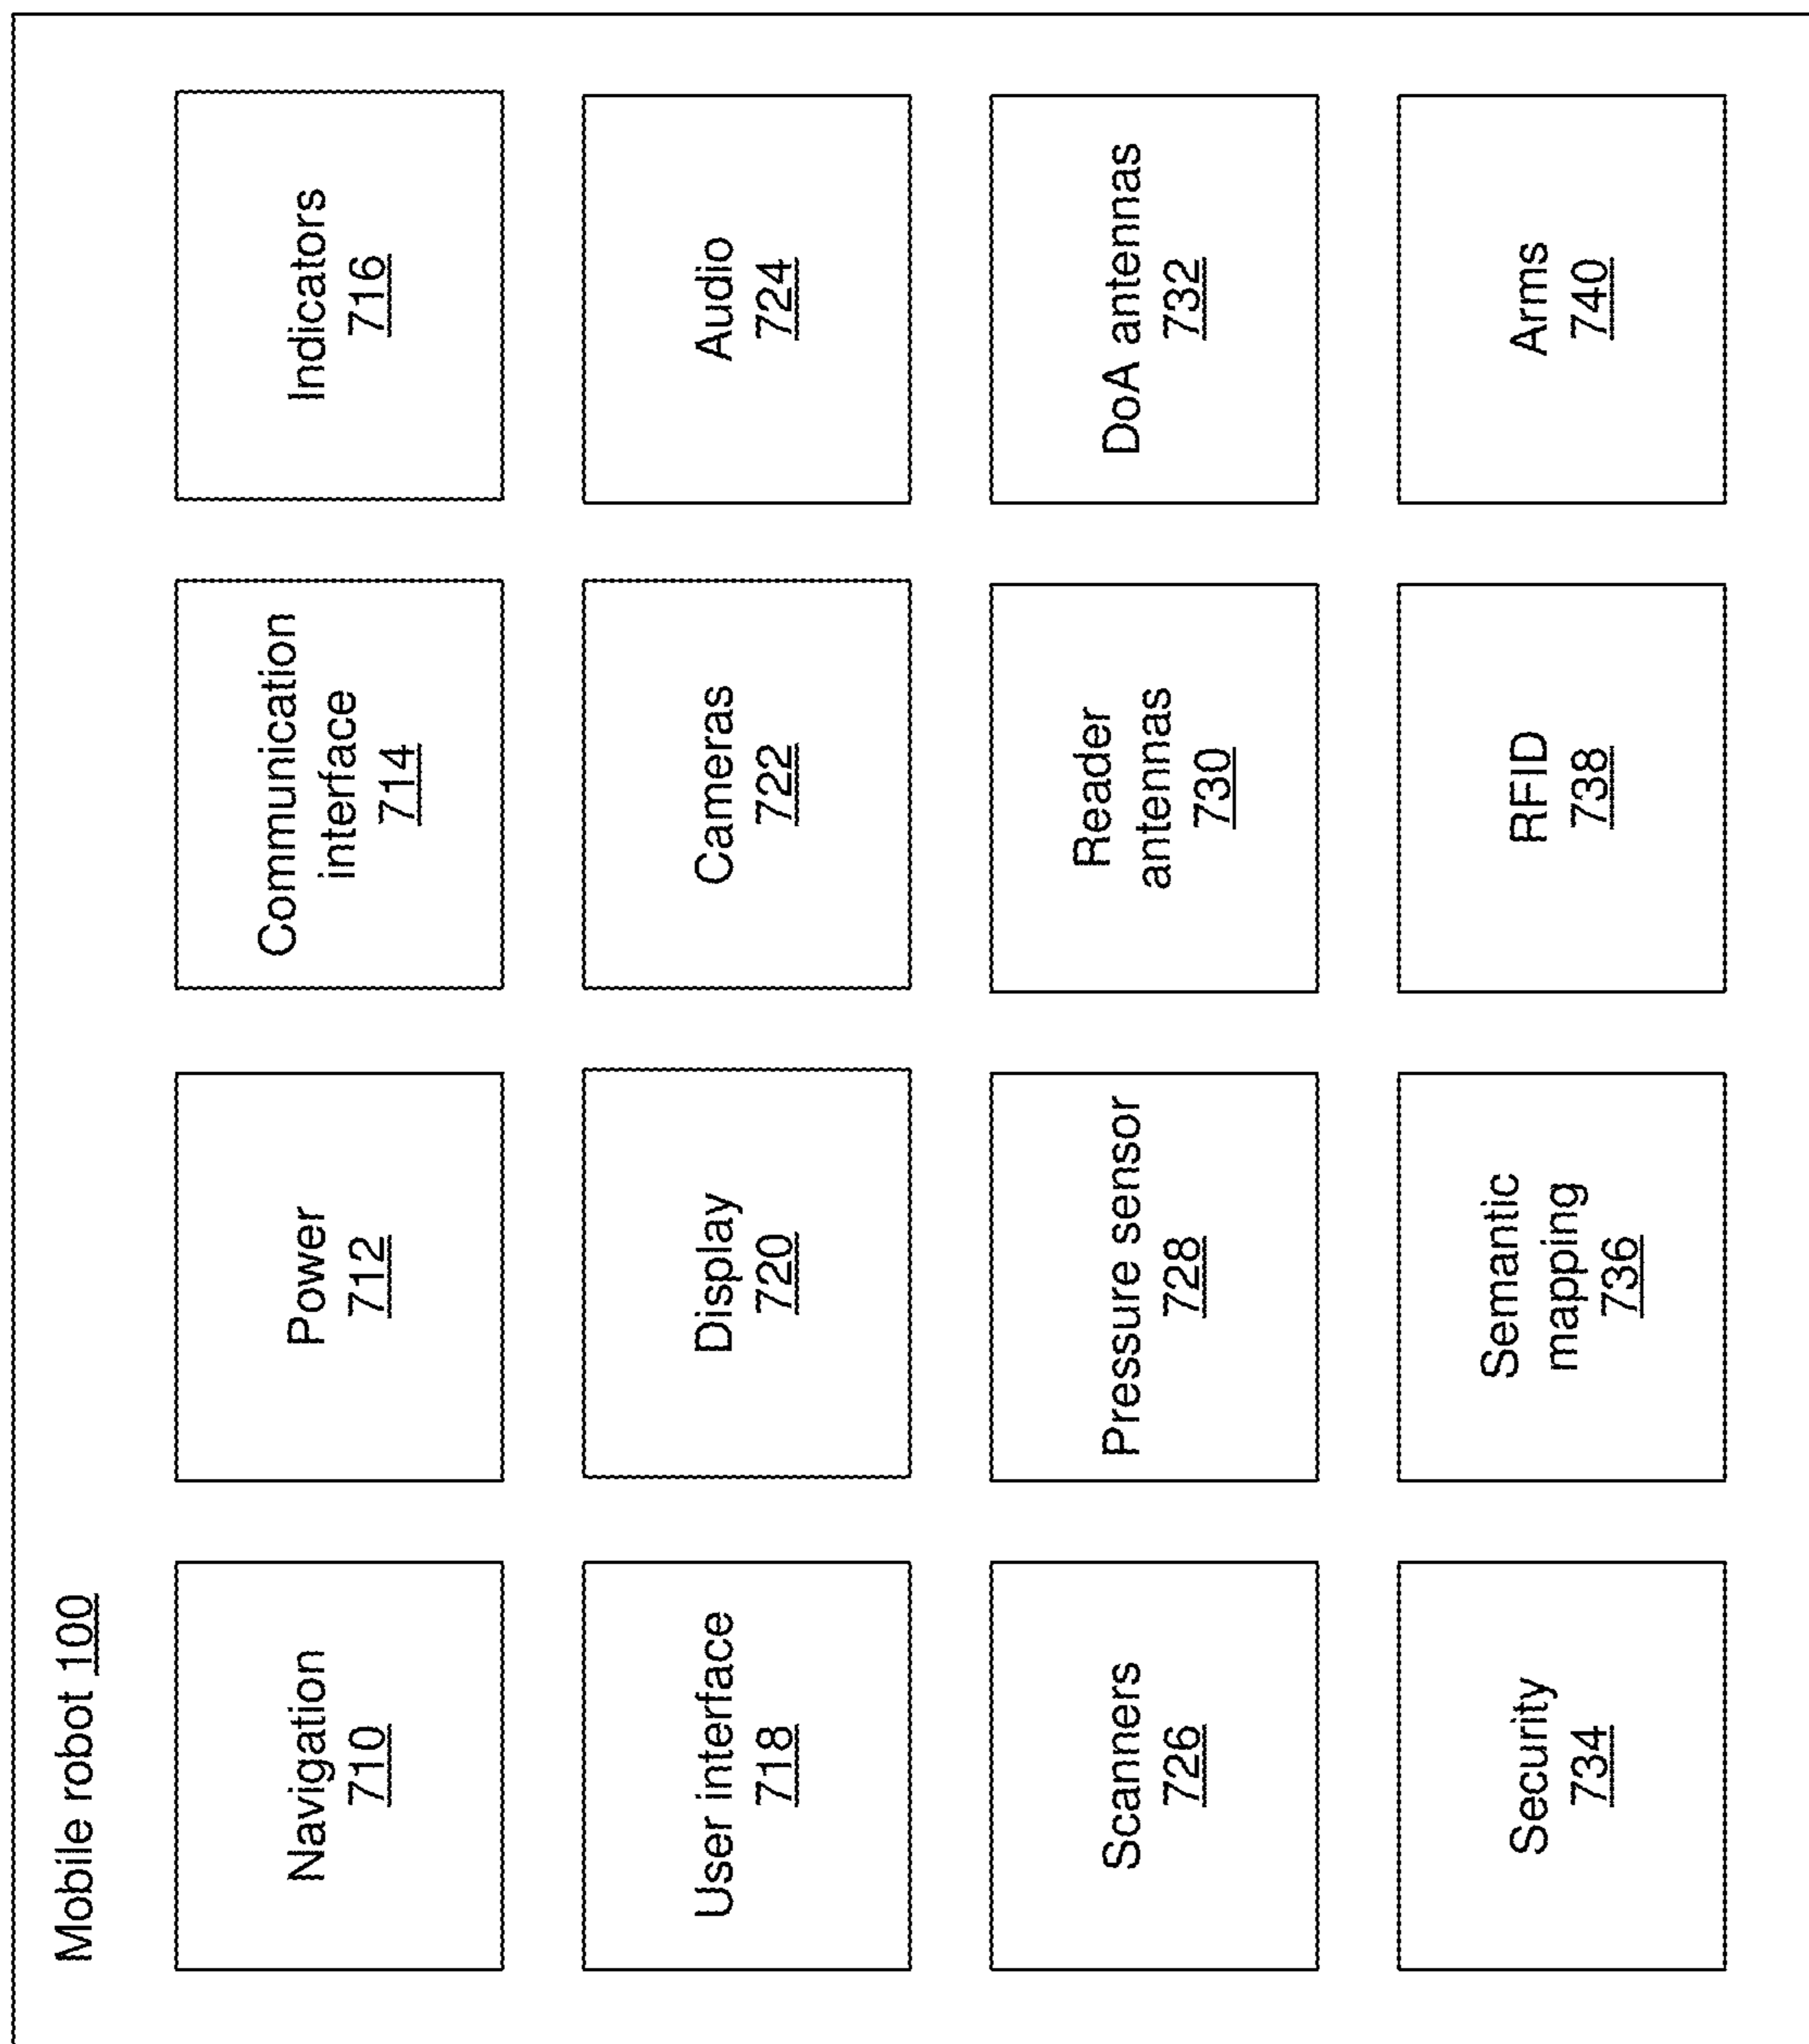 Mobile robot 100
Navigation
710
Power
712
Communication
interface
714
Indicators
716
User interface
718
Display
720
Cameras
722
Audio
724
Scanners
726
Pressure sensor
728
Reader
antennas
730
DoA antennas
732
Security
734
Semantic
mapping
736
RFID
738
Arms
740